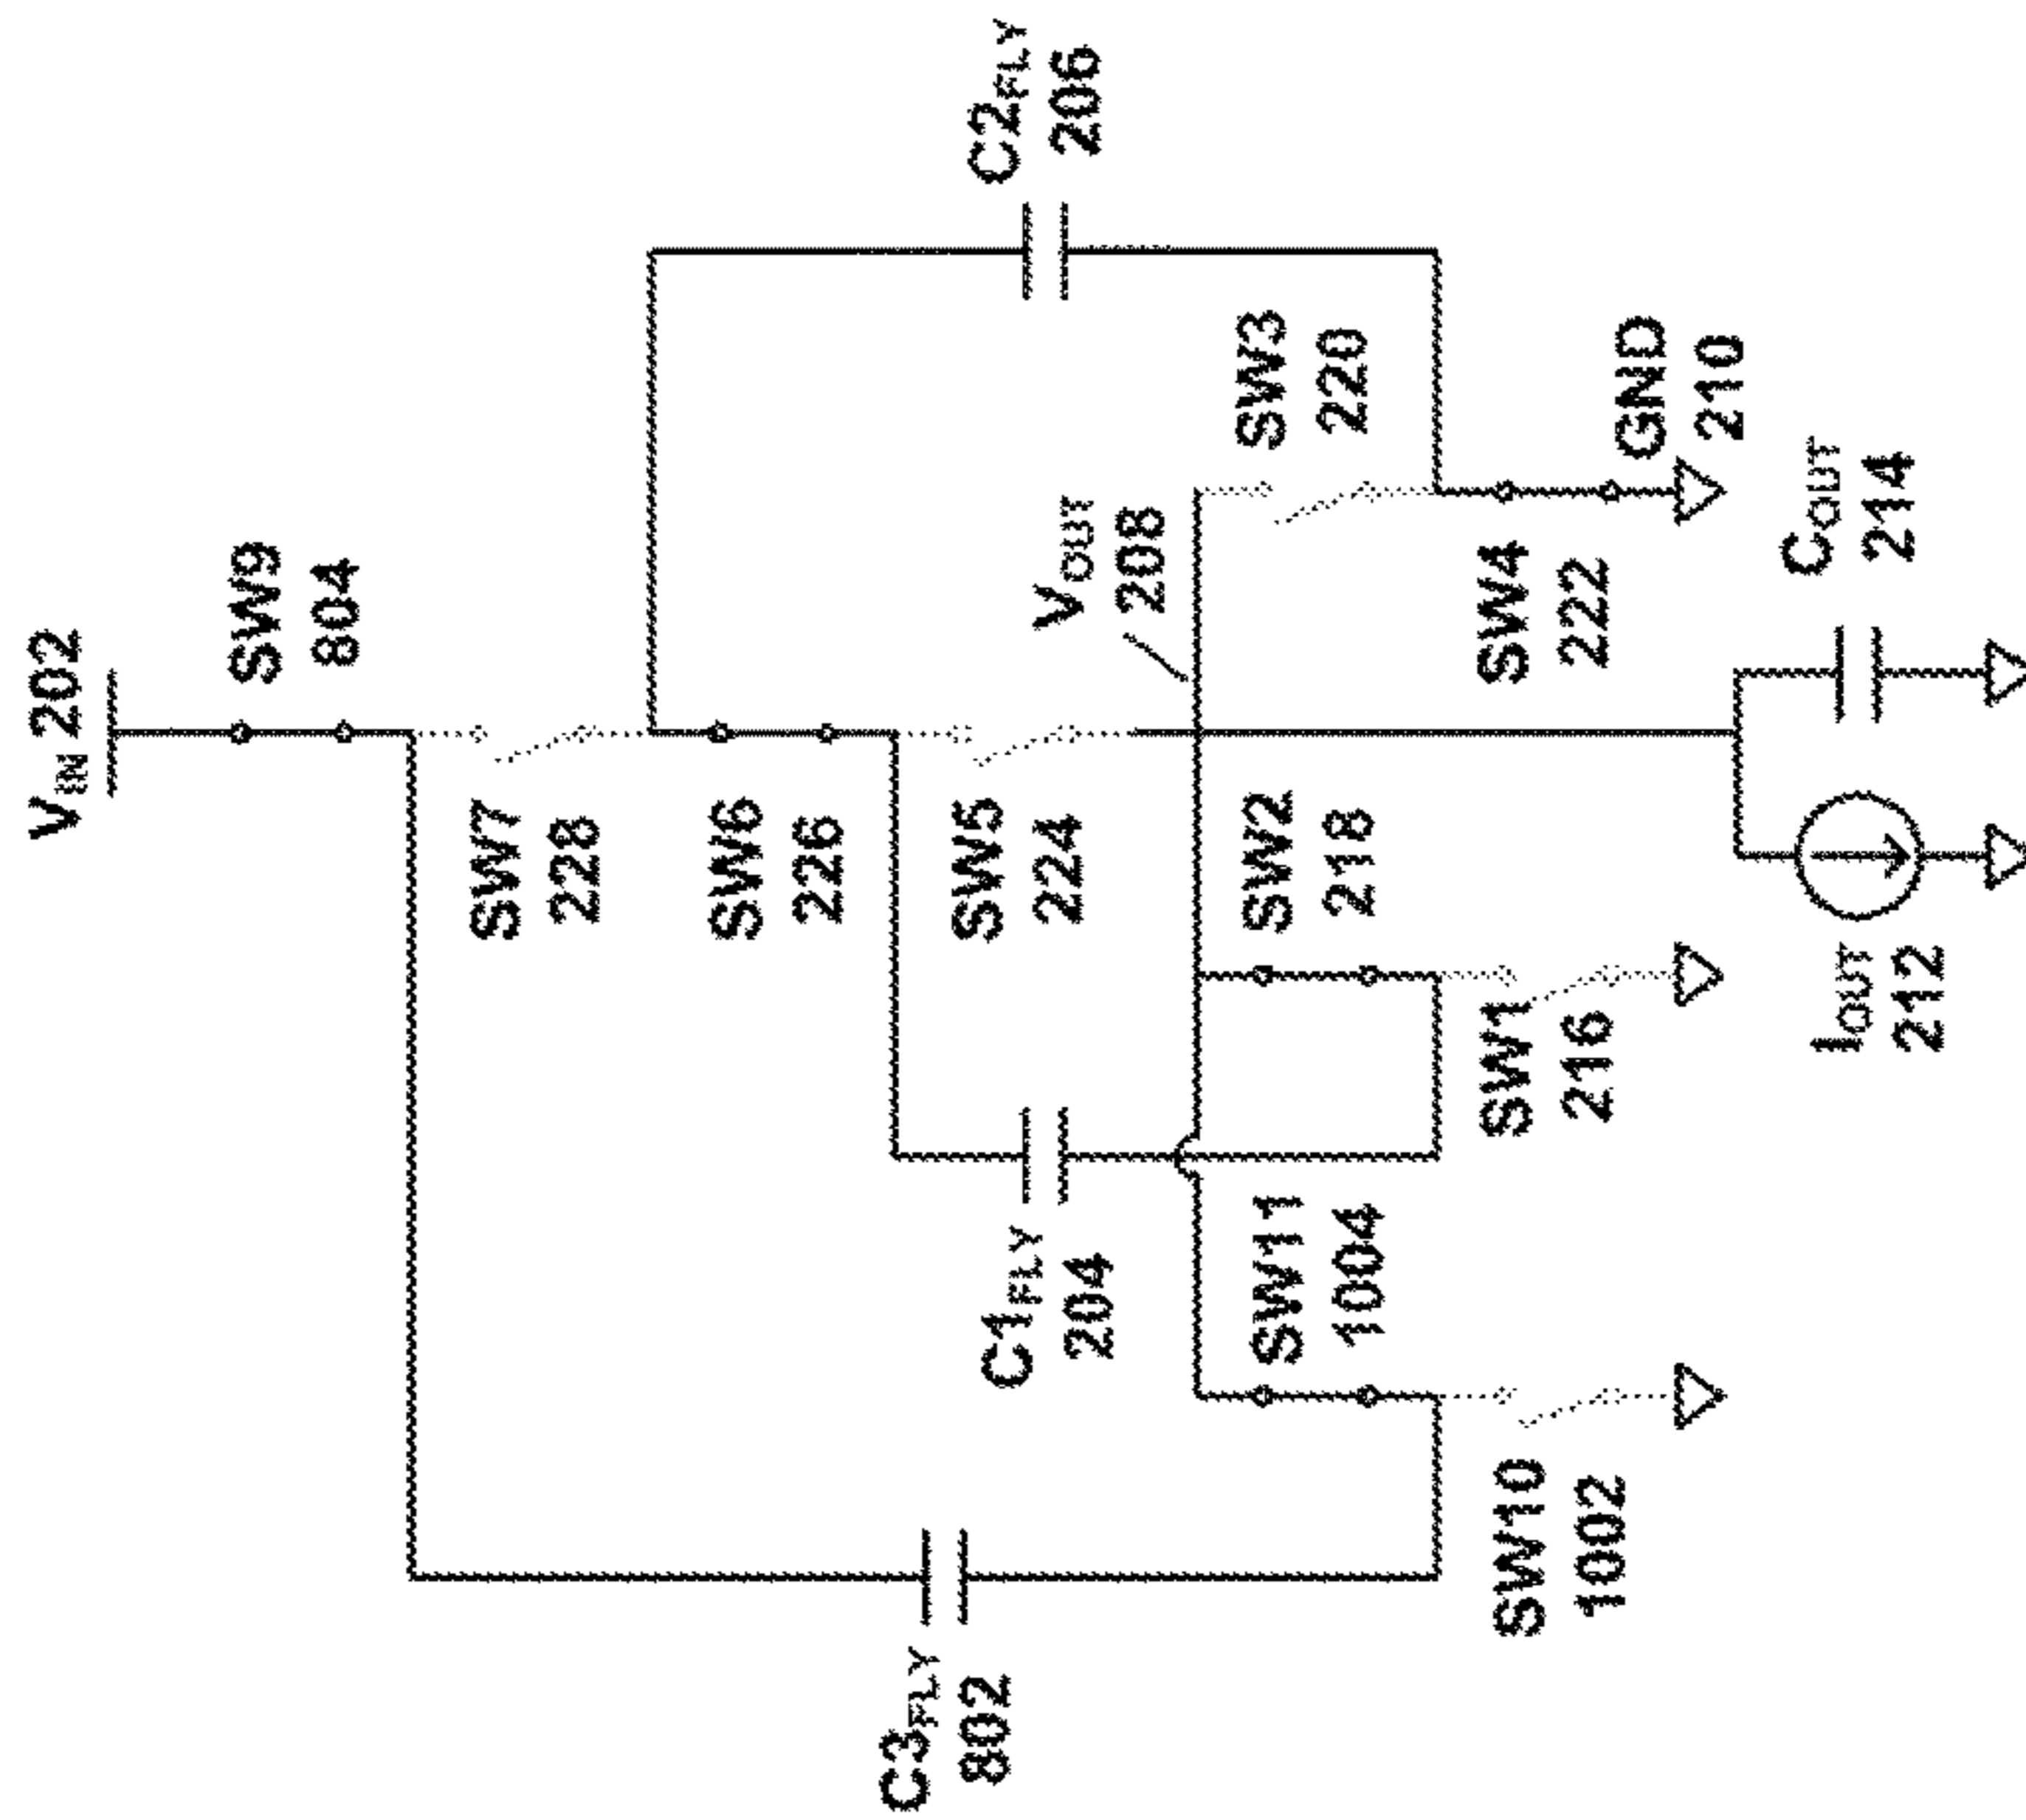 V_IN 202
SW9
804
SW7
228
SW6
226
C2_FLY
206
SW5
224
V_OUT
208
C3_FLY
802
C1_FLY
204
SW11
1004
SW2
218
SW3
220
SW10
1002
SW1
216
SW4
222
GND
210
I_OUT
212
C_OUT
214